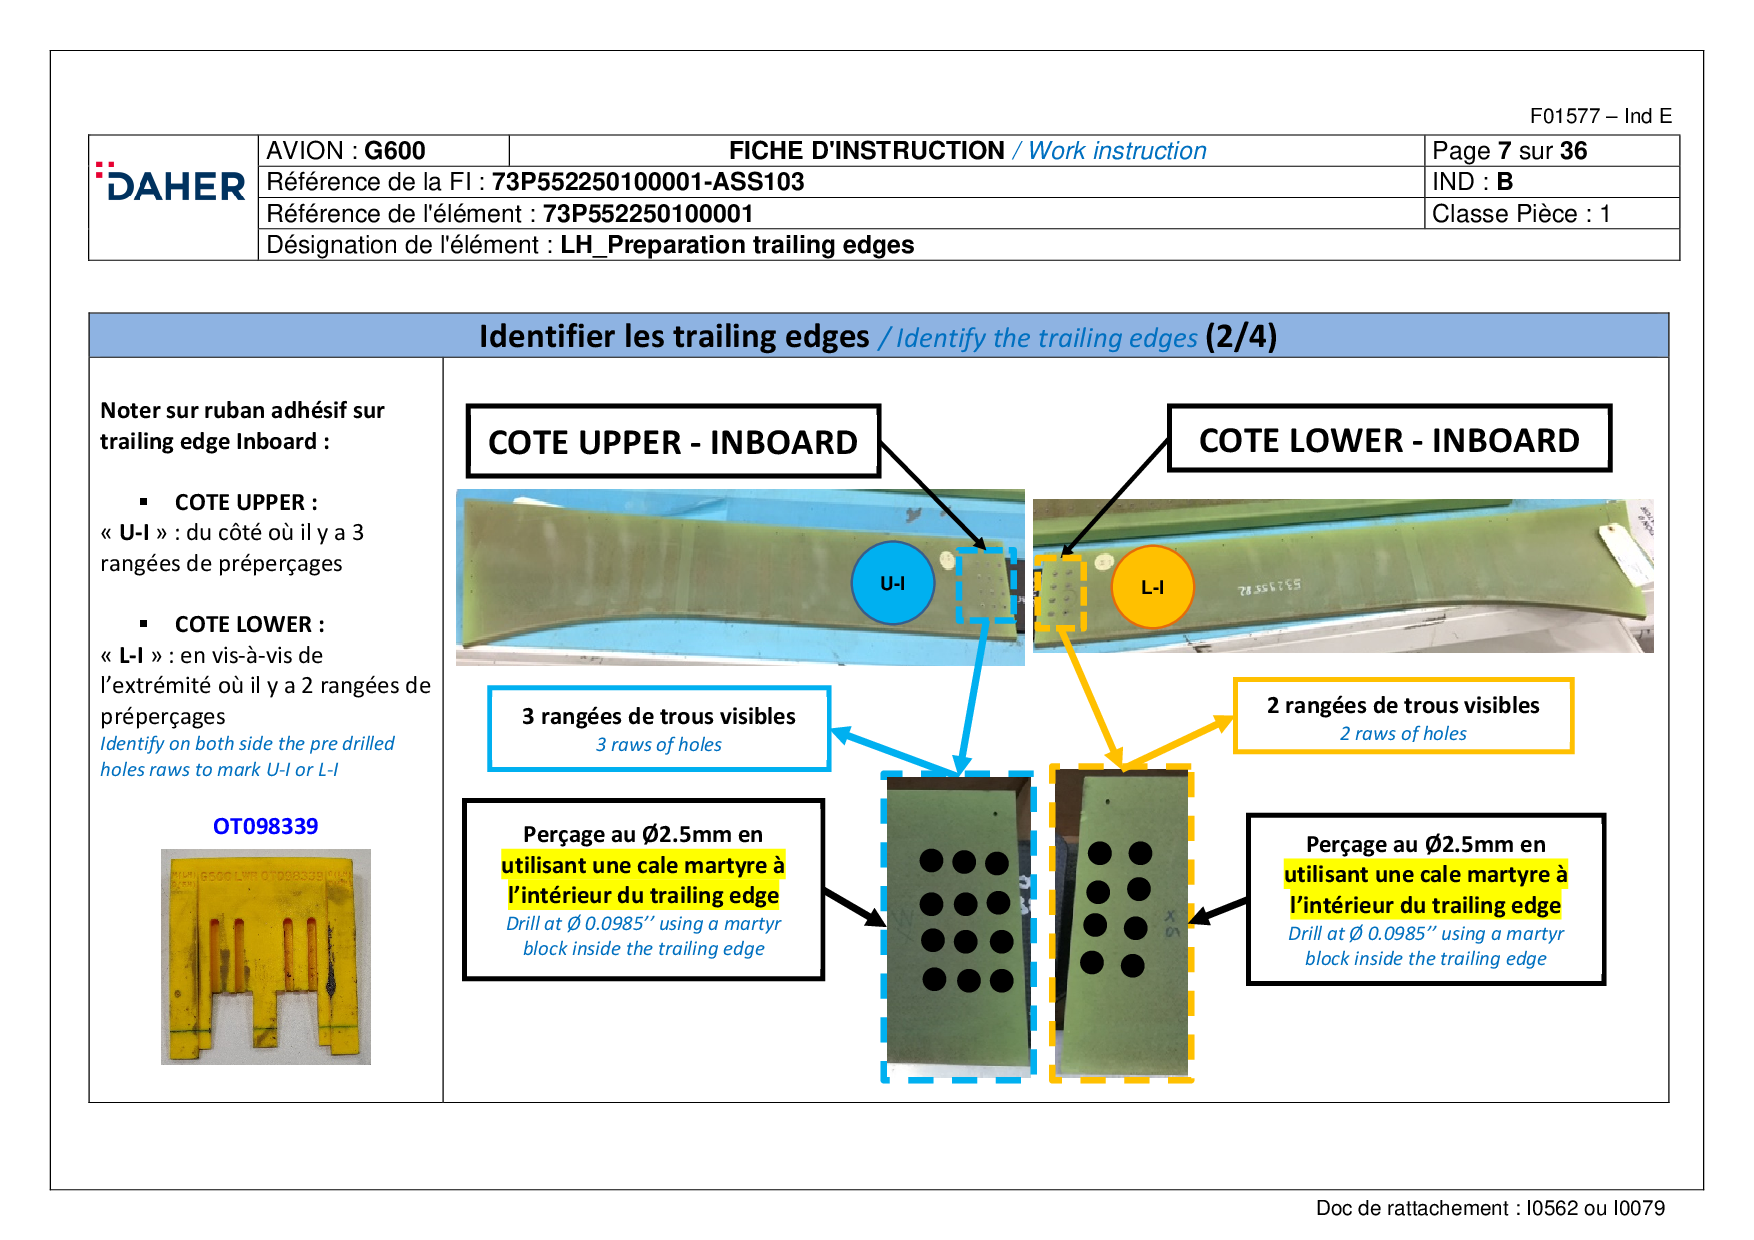 F01577 – Ind E
DAHER
AVION : G600
FICHE D'INSTRUCTION / Work instruction
Page 7 sur 36
Référence de la FI : 73P552250100001-ASS103
IND : B
Référence de l'élément : 73P552250100001
Classe Pièce : 1
Désignation de l'élément : LH_Preparation trailing edges
Identifier les trailing edges / Identify the trailing edges (2/4)
Noter sur ruban adhésif sur
trailing edge Inboard :
▪ COTE UPPER :
« U-I » : du côté où il y a 3
rangées de préperçages
▪ COTE LOWER :
« L-I » : en vis-à-vis de
l’extrémité où il y a 2 rangées de
préperçages
Identify on both side the pre drilled
holes raws to mark U-I or L-I
OT098339
COTE UPPER - INBOARD
COTE LOWER - INBOARD
U-I
L-I
3 rangées de trous visibles
3 raws of holes
2 rangées de trous visibles
2 raws of holes
Perçage au Ø2.5mm en
utilisant une cale martyre à
l’intérieur du trailing edge
Drill at Ø 0.0985’’ using a martyr
block inside the trailing edge
Perçage au Ø2.5mm en
utilisant une cale martyre à
l’intérieur du trailing edge
Drill at Ø 0.0985’’ using a martyr
block inside the trailing edge
Doc de rattachement : I0562 ou I0079